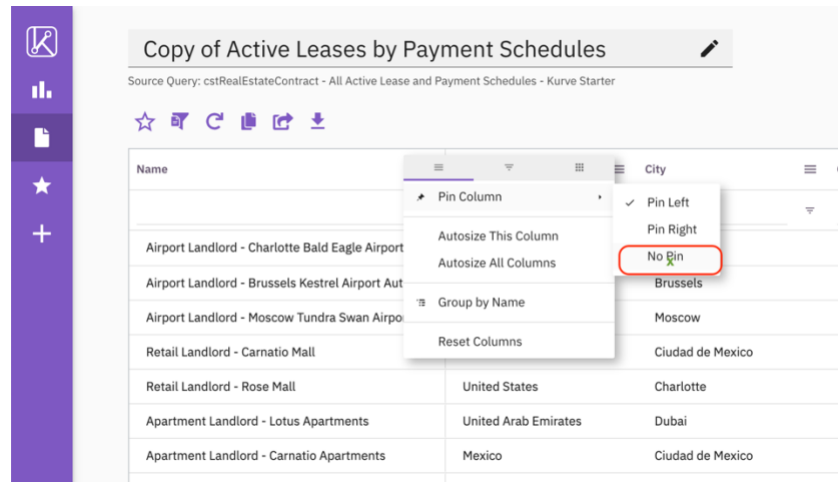 Copy of Active Leases by Payment Schedules
Source Query: cstRealEstateContract - All Active Lease and Payment Schedules - Kurve Starter
Name
City
Pin Column
Pin Left
Pin Right
No Pin
Autosize This Column
Autosize All Columns
Group by Name
Reset Columns
Airport Landlord - Charlotte Bald Eagle Airport
Airport Landlord - Brussels Kestrel Airport Aut
Brussels
Airport Landlord - Moscow Tundra Swan Airpo
Moscow
Retail Landlord - Carnatio Mall
Ciudad de Mexico
Retail Landlord - Rose Mall
United States
Charlotte
Apartment Landlord - Lotus Apartments
United Arab Emirates
Dubai
Apartment Landlord - Carnatio Apartments
Mexico
Ciudad de Mexico